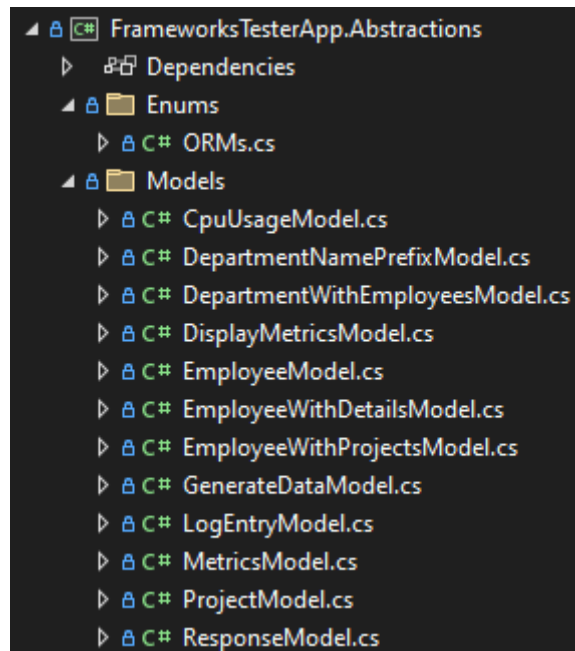 C# FrameworksTesterApp.Abstractions
Dependencies
Enums
C# ORMs.cs
Models
C# CpuUsageModel.cs
C# DepartmentNamePrefixModel.cs
C# DepartmentWithEmployeesModel.cs
C# DisplayMetricsModel.cs
C# EmployeeModel.cs
C# EmployeeWithDetailsModel.cs
C# EmployeeWithProjectsModel.cs
C# GenerateDataModel.cs
C# LogEntryModel.cs
C# MetricsModel.cs
C# ProjectModel.cs
C# ResponseModel.cs